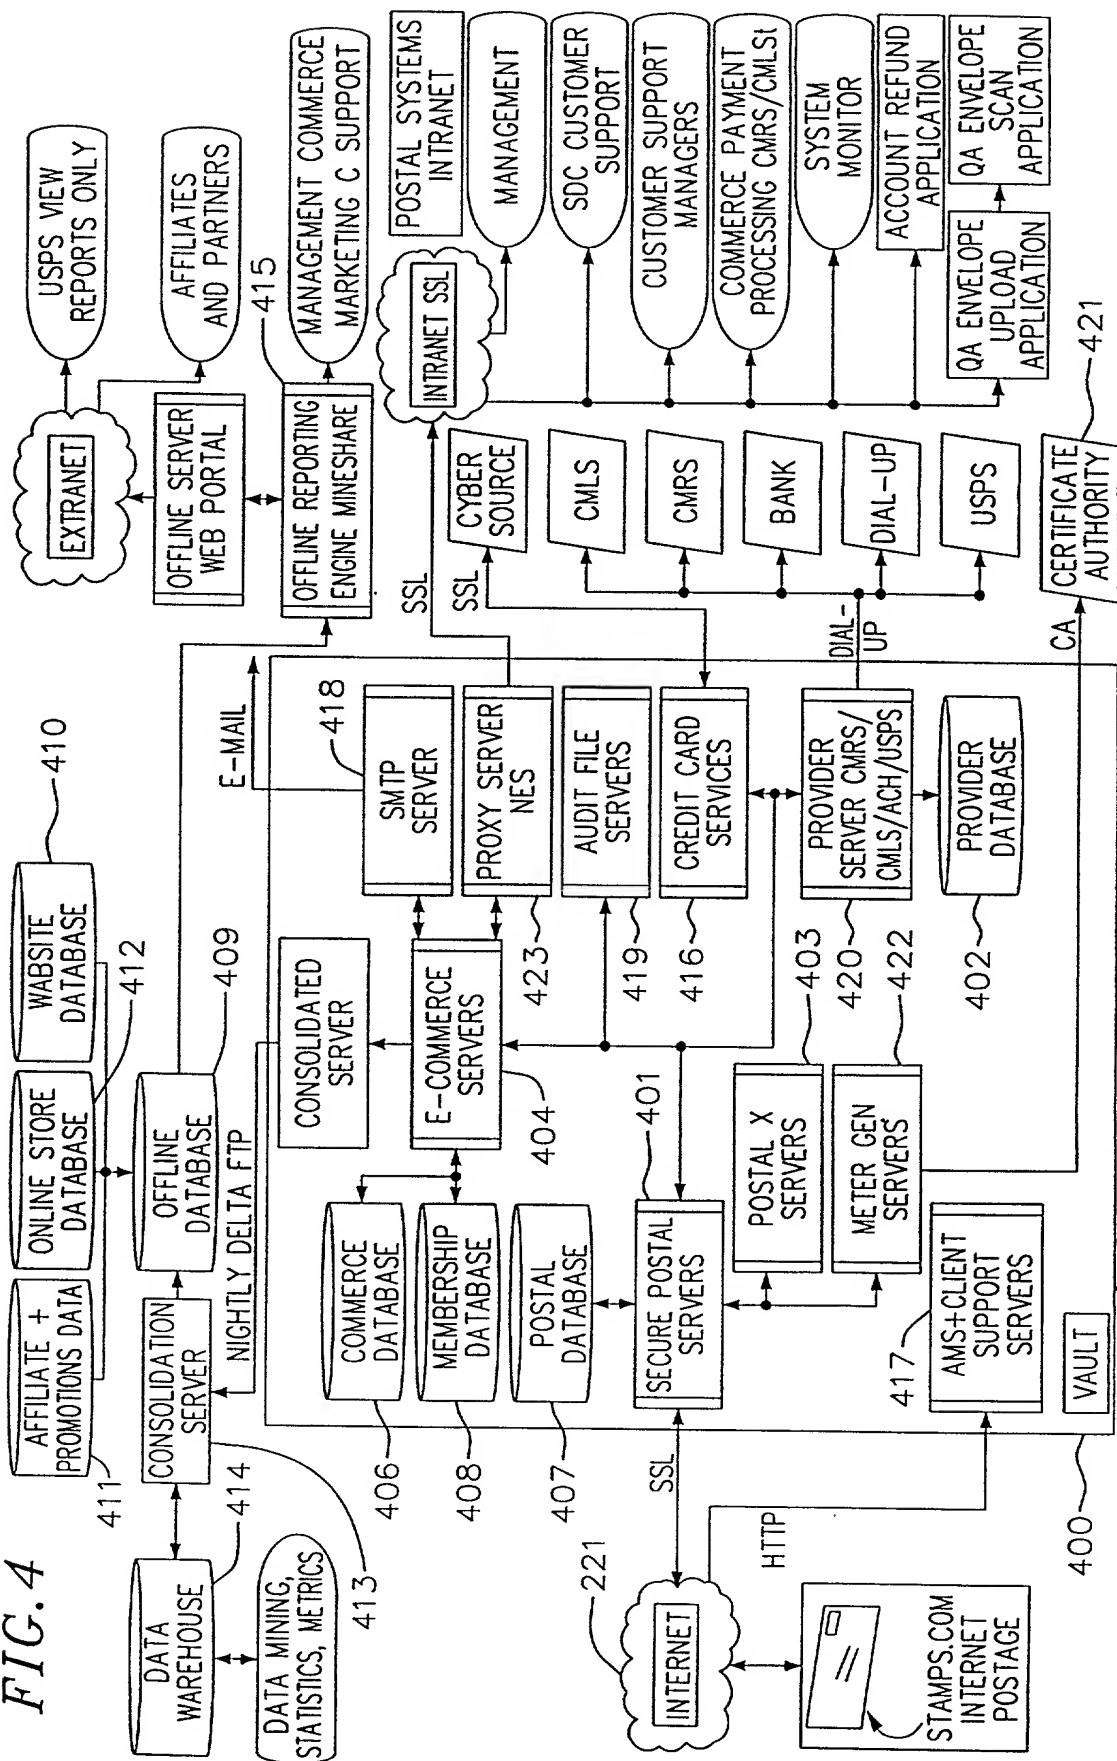 FIG. 4
DATA
WAREHOUSE
414
DATA MINING,
STATISTICS, METRICS
413
AFFILIATE +
PROMOTIONS DATA
411
ONLINE STORE
DATABASE
412
WABSITE
DATABASE
410
CONSOLIDATION
SERVER
OFFLINE
DATABASE
409
NIGHTLY DELTA FTP
E-MAIL
EXTRANET
USPS VIEW
REPORTS ONLY
AFFILIATES
AND PARTNERS
OFFLINE SERVER
WEB PORTAL
415
OFFLINE REPORTING
ENGINE MINESHARE
MANAGEMENT COMMERCE
MARKETING C SUPPORT
CONSOLIDATED
SERVER
418
SMTP
SERVER
SSL
INTRANET SSL
POSTAL SYSTEMS
INTRANET
406
COMMERCE
DATABASE
408
MEMBERSHIP
DATABASE
407
POSTAL
DATABASE
E-COMMERCE
SERVERS
404
PROXY SERVER
NES
423
AUDIT FILE
SERVERS
419
CREDIT CARD
SERVICES
416
SSL
CYBER
SOURCE
CMLS
CMRS
BANK
DIAL-UP
USPS
MANAGEMENT
SDC CUSTOMER
SUPPORT
CUSTOMER SUPPORT
MANAGERS
COMMERCE PAYMENT
PROCESSING CMRS/CMLSt
SYSTEM
MONITOR
ACCOUNT REFUND
APPLICATION
QA ENVELOPE
UPLOAD
APPLICATION
QA ENVELOPE
SCAN
APPLICATION
221
INTERNET
SSL
HTTP
SECURE POSTAL
SERVERS
401
POSTAL X
SERVERS
403
METER GEN
SERVERS
422
PROVIDER
SERVER CMRS/
CMLS/ACH/USPS
420
DIAL-
UP
PROVIDER
DATABASE
402
417
AMS+CLIENT
SUPPORT
SERVERS
CA
CERTIFICATE
AUTHORITY
421
STAMPS.COM
INTERNET
POSTAGE
400
VAULT